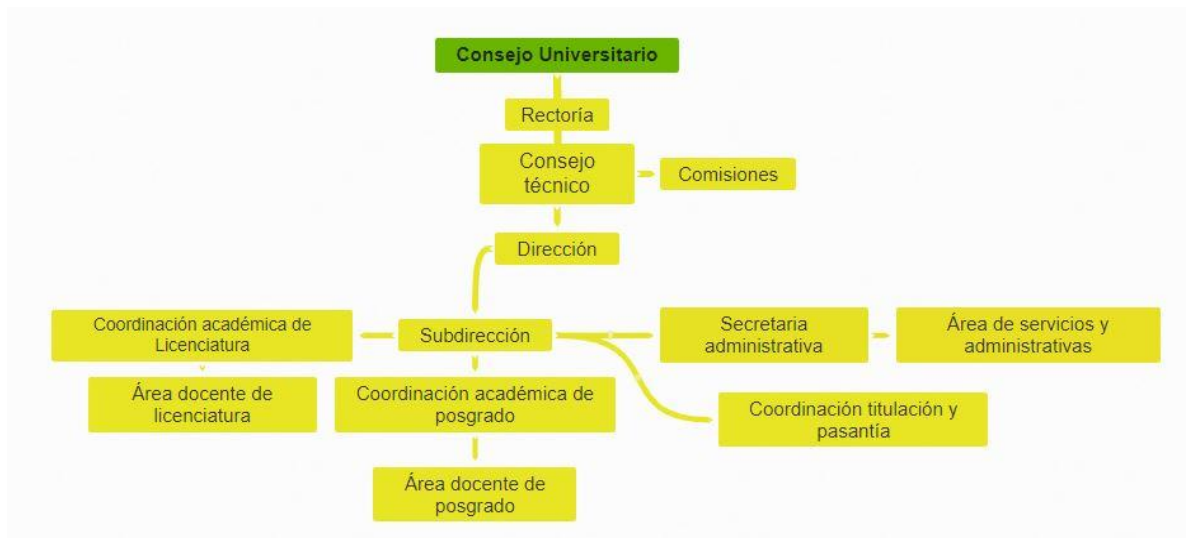 Consejo Universitario
Rectoría
Consejo
técnico
Comisiones
Dirección
Coordinación académica de
Licenciatura
Subdirección
Secretaria
administrativa
Área de servicios y
administrativas
Área docente de
licenciatura
Coordinación académica de
posgrado
Coordinación titulación y
pasantía
Área docente de
posgrado